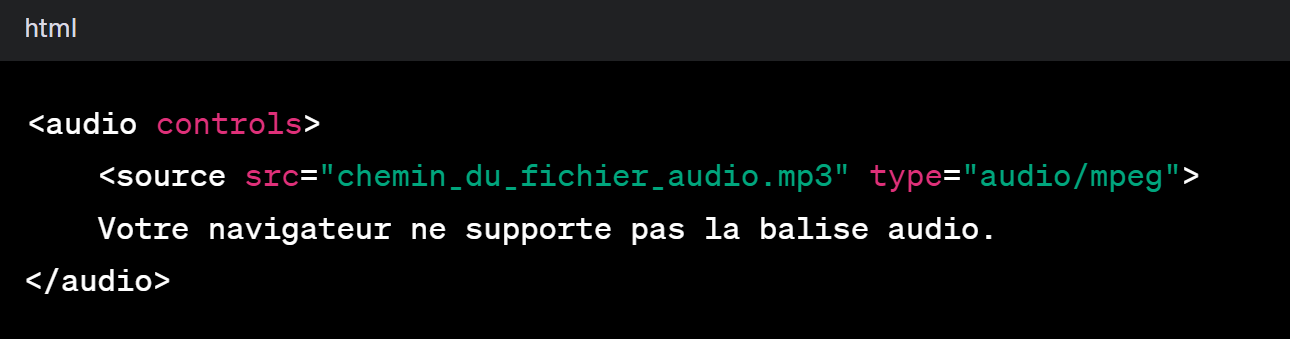 html
<audio controls>
<source src="chemin_du_fichier_audio.mp3" type="audio/mpeg">
Votre navigateur ne supporte pas la balise audio.
</audio>